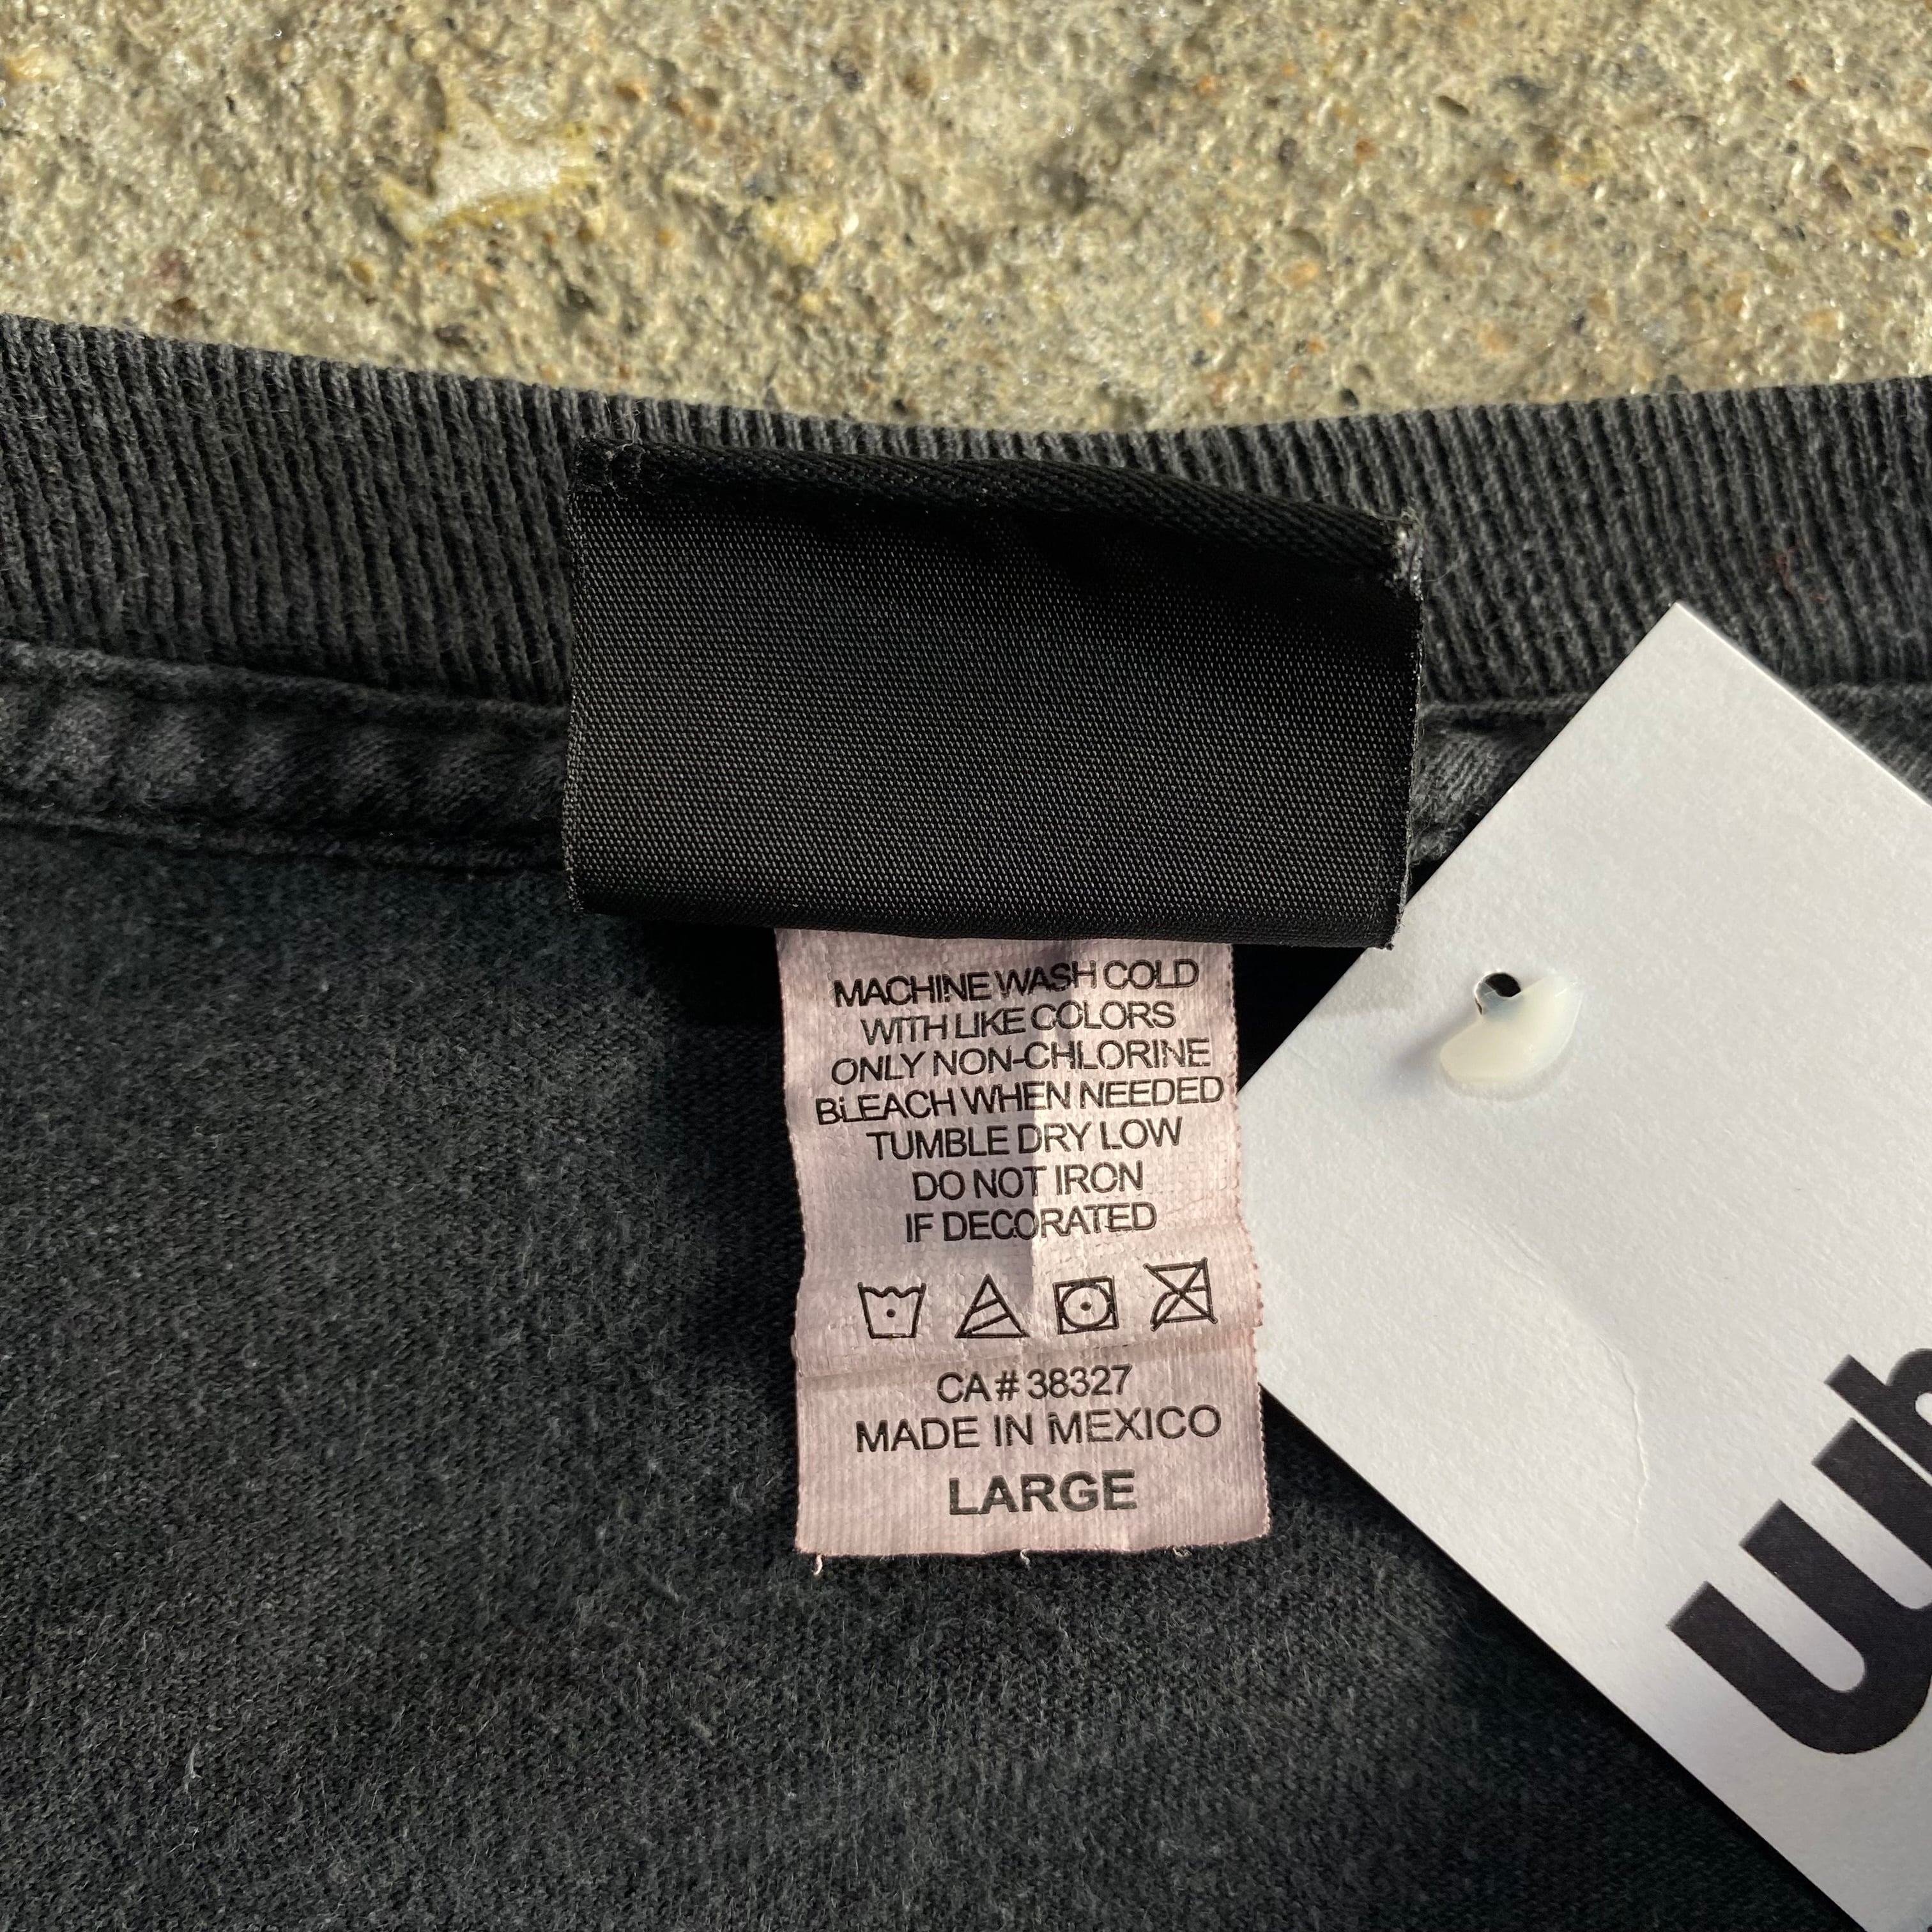 MACHINE WASH COLD
WITH LIKE COLORS
ONLY NON-CHLORINE
BLEACH WHEN NEEDED
TUMBLE DRY LOW
DO NOT IRON
IF DECORATED
CA # 38327
MADE IN MEXICO
LARGE